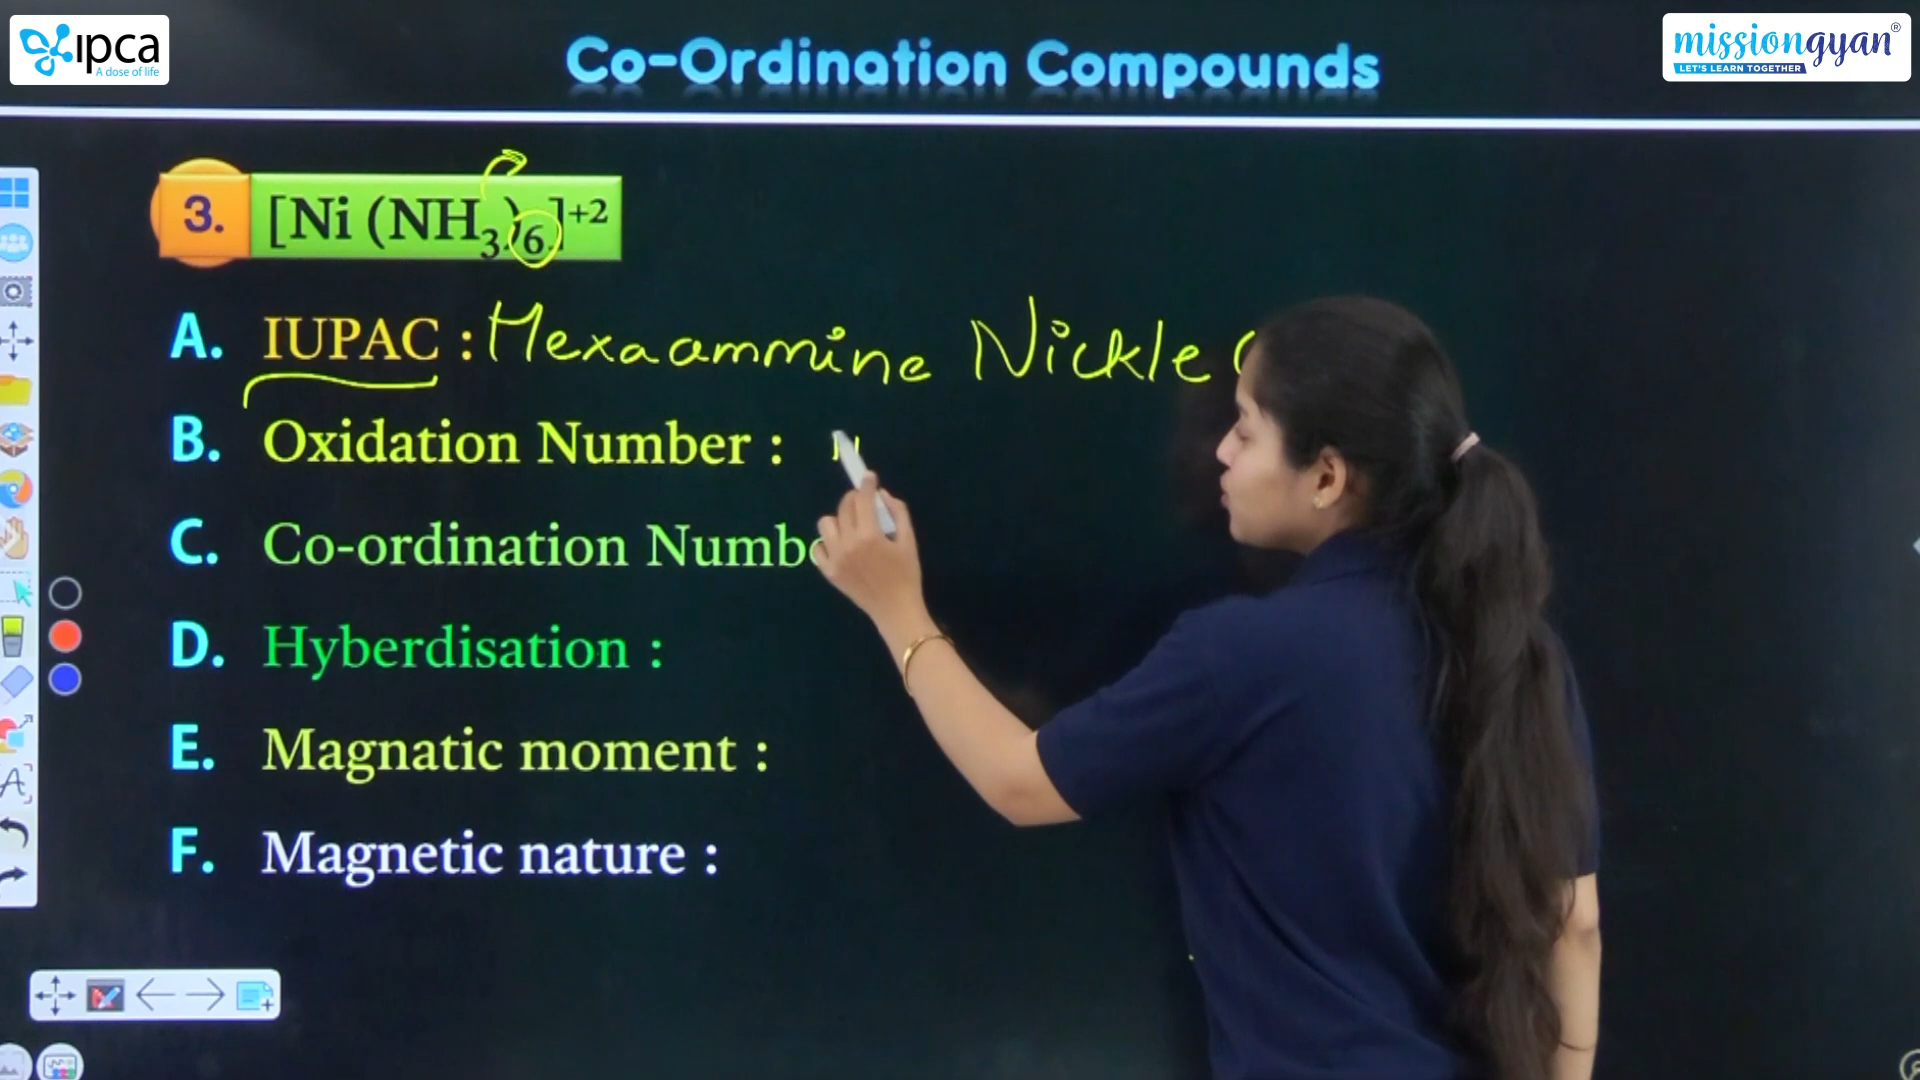 ipca
A dose of life
Co-Ordination Compounds
missiongyan®
LET'S LEARN TOGETHER
3. [Ni (NH₃)₆]⁺²
A. IUPAC : Hexaammine Nickle (
B. Oxidation Number :
C. Co-ordination Numbe
D. Hyberdisation :
E. Magnatic moment :
F. Magnetic nature :